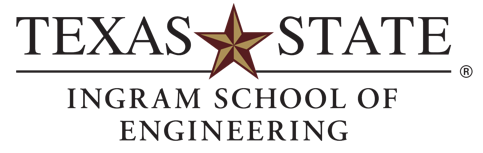 TEXAS STATE
®
INGRAM SCHOOL OF
ENGINEERING